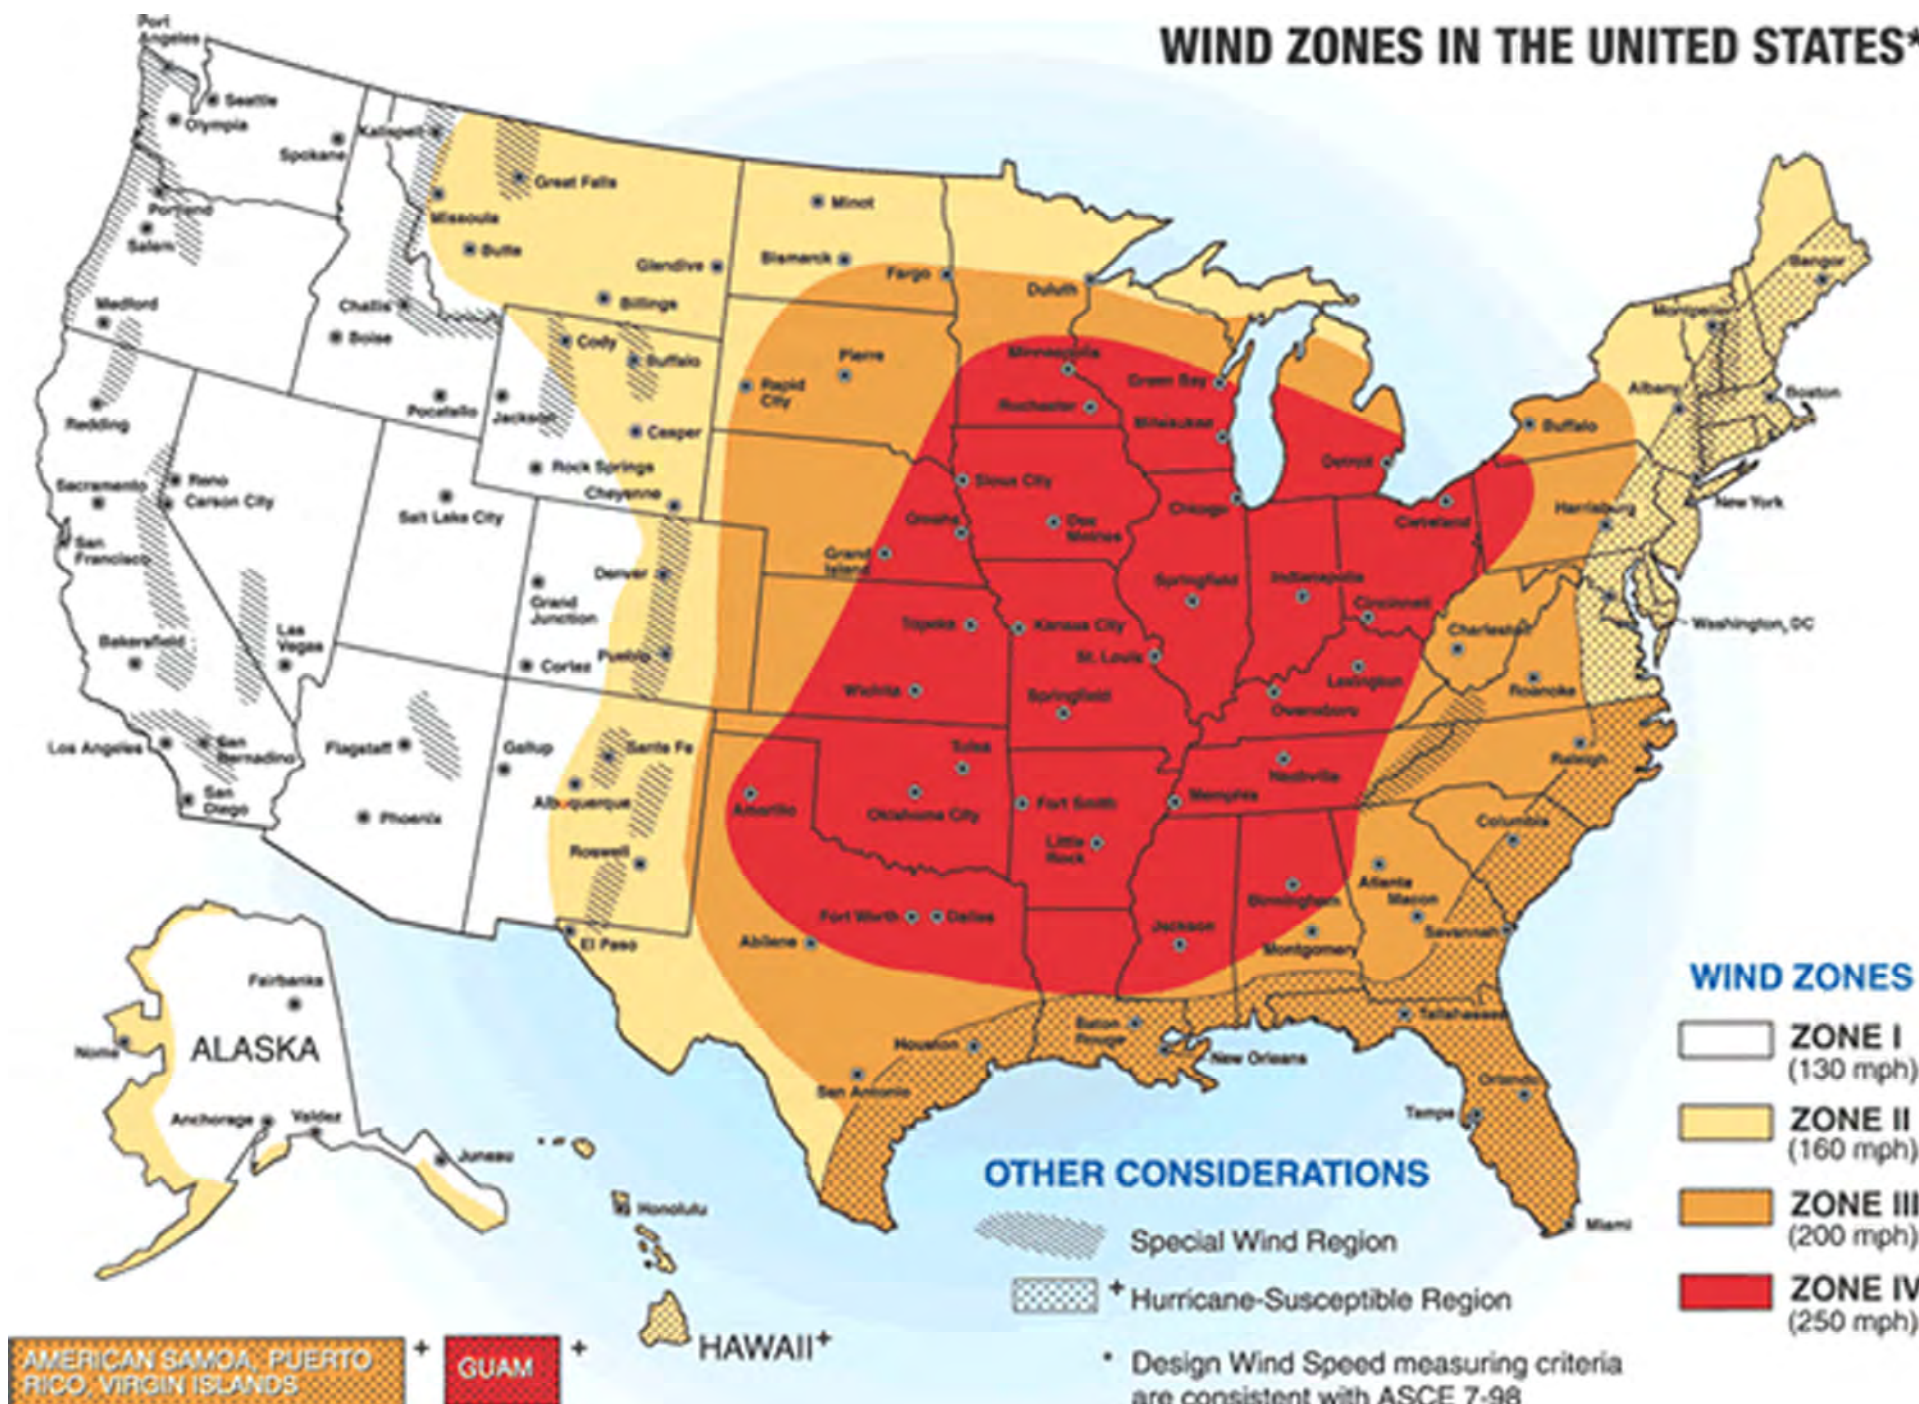 WIND ZONES IN THE UNITED STATES*
Port
Angeles
Seattle
Olympia
Spokane
Kalispell
Great Falls
Missoula
Butte
Glendive
Billings
Minot
Bismarck
Fargo
Duluth
Portland
Salem
Medford
Challis
Boise
Pocatello
Jackson
Cody
Buffalo
Casper
Rock Springs
Cheyenne
Rapid
City
Pierre
Minneapolis
Rochester
Green Bay
Milwaukee
Detroit
Buffalo
Albany
Montpelier
Bangor
Boston
New York
Harrisburg
Washington, DC
Redding
Sacramento
Reno
Carson City
San
Francisco
Salt Lake City
Denver
Grand
Junction
Pueblo
Cortez
Las
Vegas
Bakersfield
Los Angeles
San
Bernadino
San
Diego
Flagstaff
Phoenix
Gallup
Santa Fe
Albuquerque
Roswell
El Paso
Sioux City
Des
Moines
Omaha
Grand
Island
Chicago
Cleveland
Springfield
Indianapolis
Cincinnati
Topeka
Kansas City
St. Louis
Wichita
Springfield
Lexington
Owensboro
Charleston
Roanoke
Raleigh
Tulsa
Amarillo
Oklahoma City
Fort Smith
Little
Rock
Memphis
Nashville
Columbia
Atlanta
Macon
Birmingham
Savannah
Montgomery
Jackson
Fort Worth
Dallas
Abilene
Houston
San Antonio
Baton
Rouge
New Orleans
Tallahassee
Orlando
Tampa
Miami
Fairbanks
ALASKA
Nome
Anchorage
Valdez
Juneau
Honolulu
HAWAII+
AMERICAN SAMOA, PUERTO
RICO, VIRGIN ISLANDS
+
GUAM
+
OTHER CONSIDERATIONS
Special Wind Region
+ Hurricane-Susceptible Region
* Design Wind Speed measuring criteria
are consistent with ASCE 7-98
WIND ZONES
ZONE I
(130 mph)
ZONE II
(160 mph)
ZONE III
(200 mph)
ZONE IV
(250 mph)